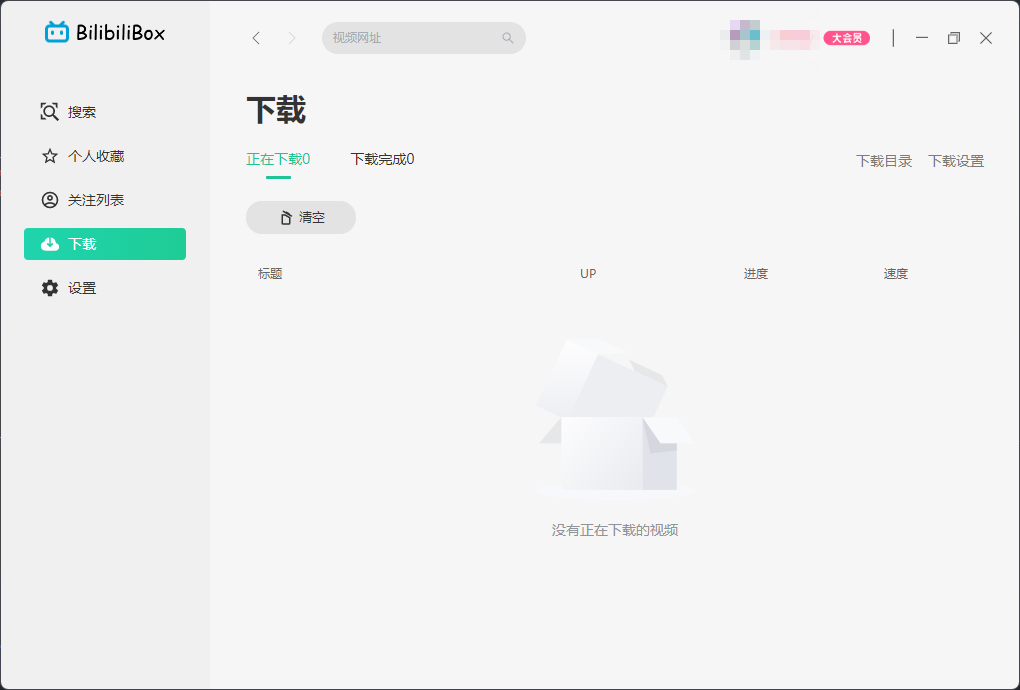 BilibiliBox
视频网址
大会员
搜索
个人收藏
关注列表
下载
设置
下载
正在下载0
下载完成0
下载目录
下载设置
清空
标题
UP
进度
速度
没有正在下载的视频